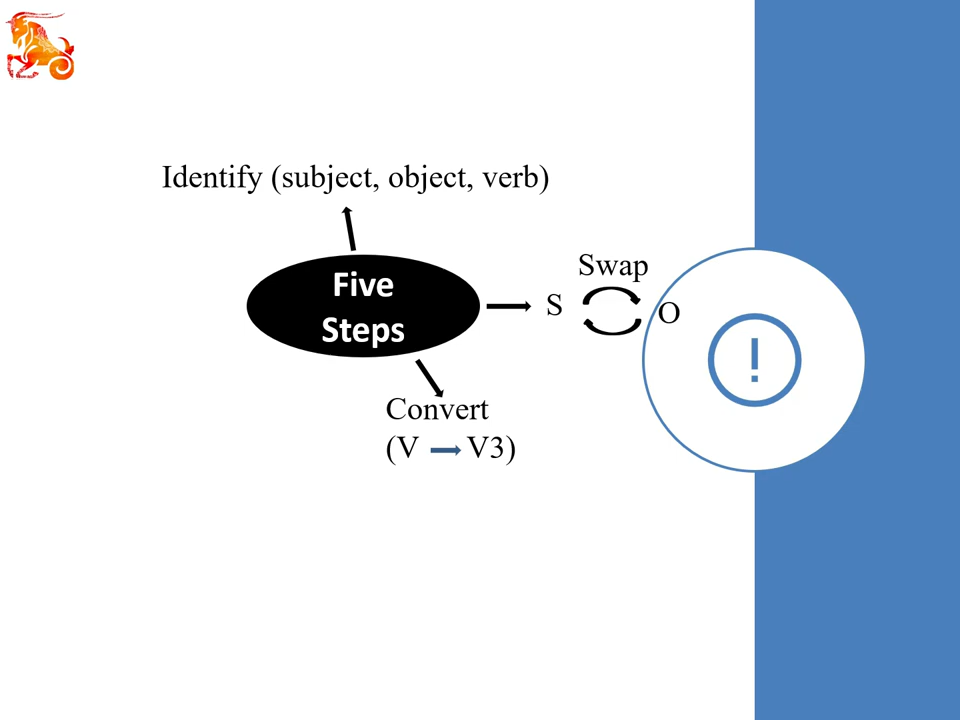 Identify (subject, object, verb)
Five
Steps
Swap
S
O
Convert
(V → V3)
!